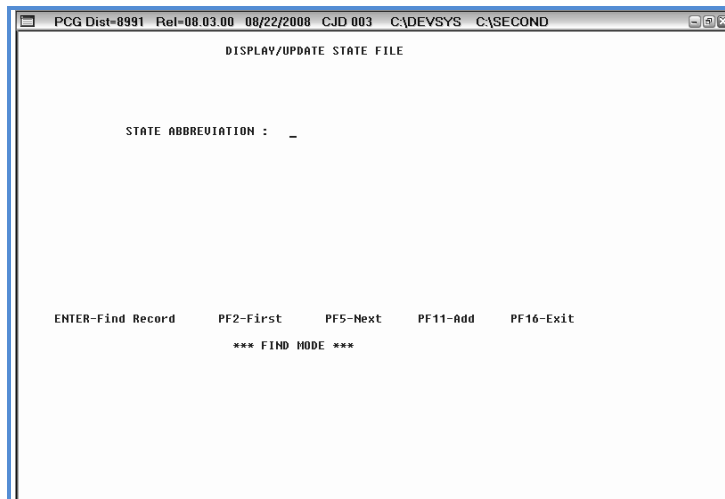 PCG Dist=8991 Rel=08.03.00 08/22/2008 CJD 003 C:\DEVSYS C:\SECOND
DISPLAY/UPDATE STATE FILE
STATE ABBREVIATION : _
ENTER-Find Record PF2-First PF5-Next PF11-Add PF16-Exit
*** FIND MODE ***